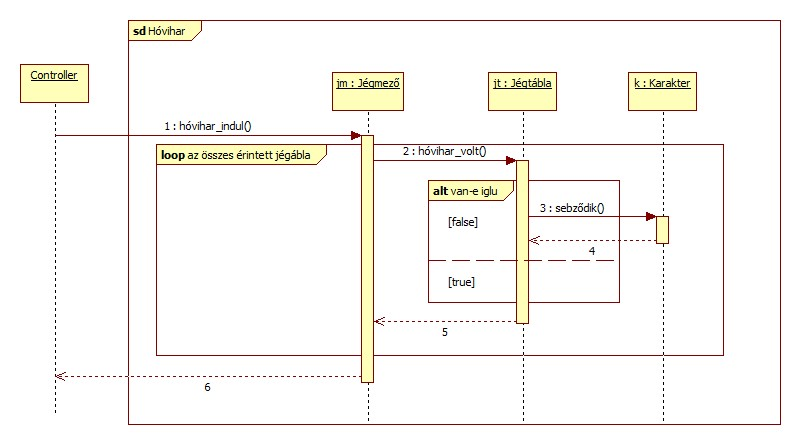 sd Hóvihar
Controller
jm : Jégmező
jt : Jégtábla
k : Karakter
1 : hóvihar_indul()
loop az összes érintett jégábla
2 : hóvihar_volt()
alt van-e iglu
3 : sebződik()
[false]
4
[true]
5
6